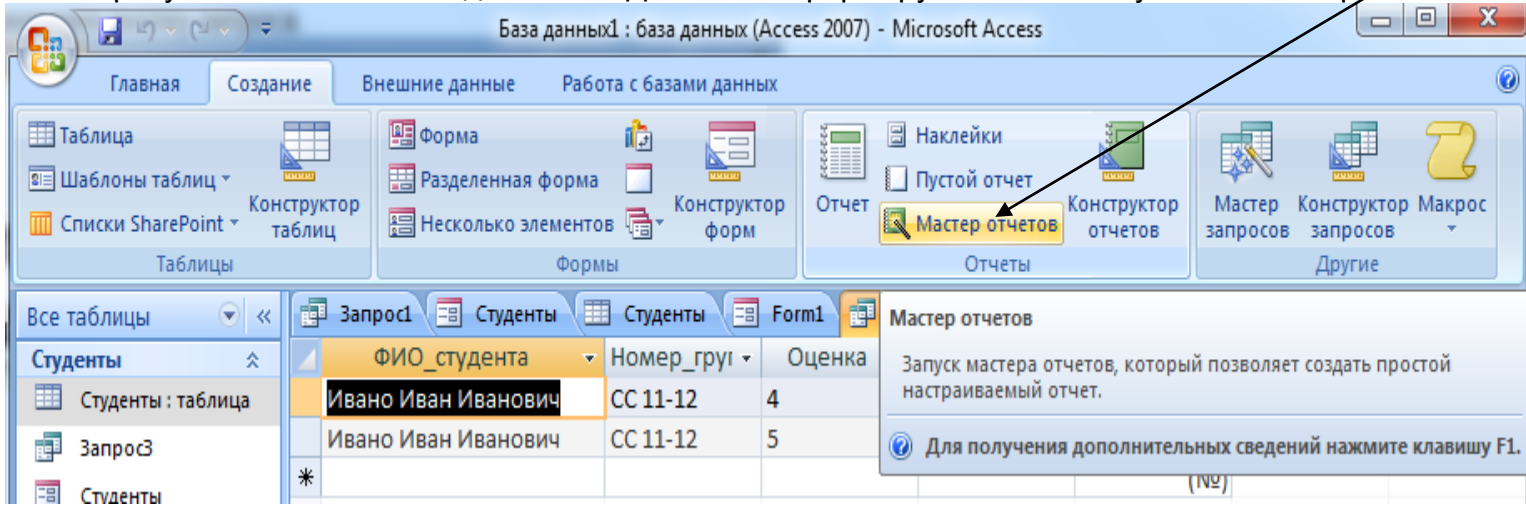 База данных1 : база данных (Access 2007) - Microsoft Access
Главная Создание Внешние данные Работа с базами данных
Таблица
Шаблоны таблиц
Списки SharePoint
Конструктор таблиц
Таблицы
Форма
Разделенная форма
Несколько элементов
Конструктор форм
Формы
Отчет
Наклейки
Пустой отчет
Мастер отчетов
Конструктор отчетов
Отчеты
Мастер запросов
Конструктор запросов
Макрос
Другие
Все таблицы
Студенты
Студенты : таблица
Запрос3
Студенты
Запрос1 Студенты Студенты Form1
ФИО_студента Номер_груг Оценка
Ивано Иван Иванович СС 11-12 4
Ивано Иван Иванович СС 11-12 5
(№)
Мастер отчетов
Запуск мастера отчетов, который позволяет создать простой
настраиваемый отчет.
Для получения дополнительных сведений нажмите клавишу F1.